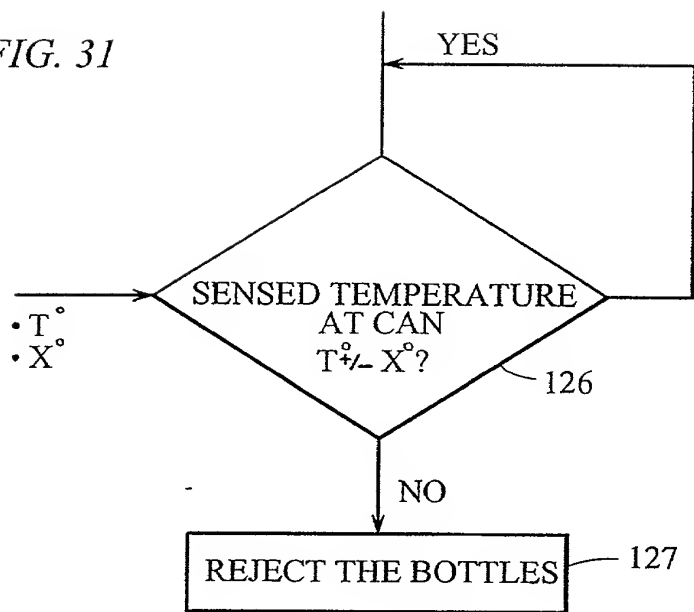 FIG. 31
YES
SENSED TEMPERATURE
AT CAN
T°+/- X°?
• T°
• X°
126
NO
REJECT THE BOTTLES
127